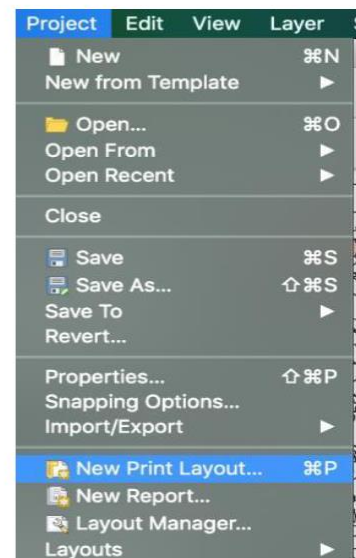 Project Edit View Layer
New ⌘N
New from Template ▶
Open... ⌘O
Open From ▶
Open Recent ▶
Close
Save ⌘S
Save As... ⇧⌘S
Save To ▶
Revert...
Properties... ⇧⌘P
Snapping Options...
Import/Export ▶
New Print Layout... ⌘P
New Report...
Layout Manager...
Layouts ▶